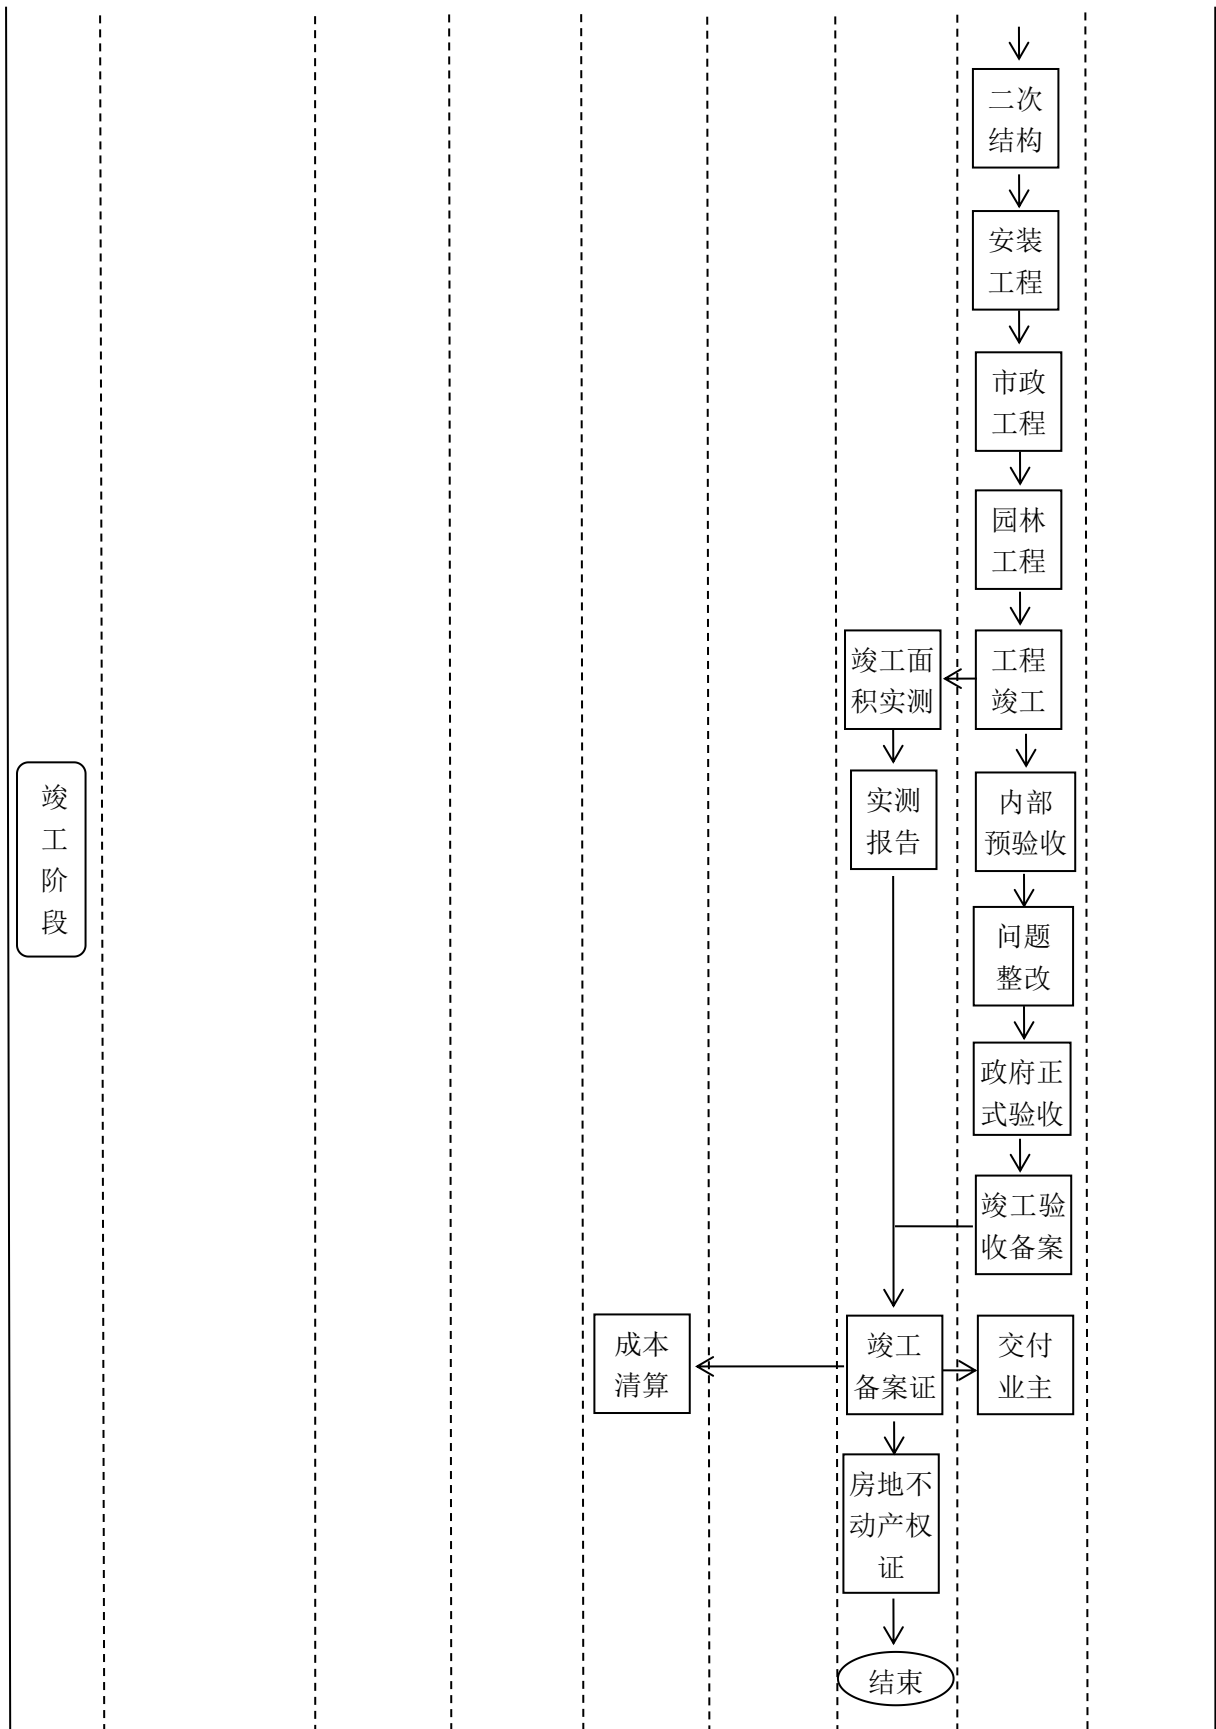 二次
结构
安装
工程
市政
工程
园林
工程
竣工面
积实测
工程
竣工
竣
工
阶
段
实测
报告
内部
预验收
问题
整改
政府正
式验收
竣工验
收备案
成本
清算
竣工
备案证
交付
业主
房地不
动产权
证
结束